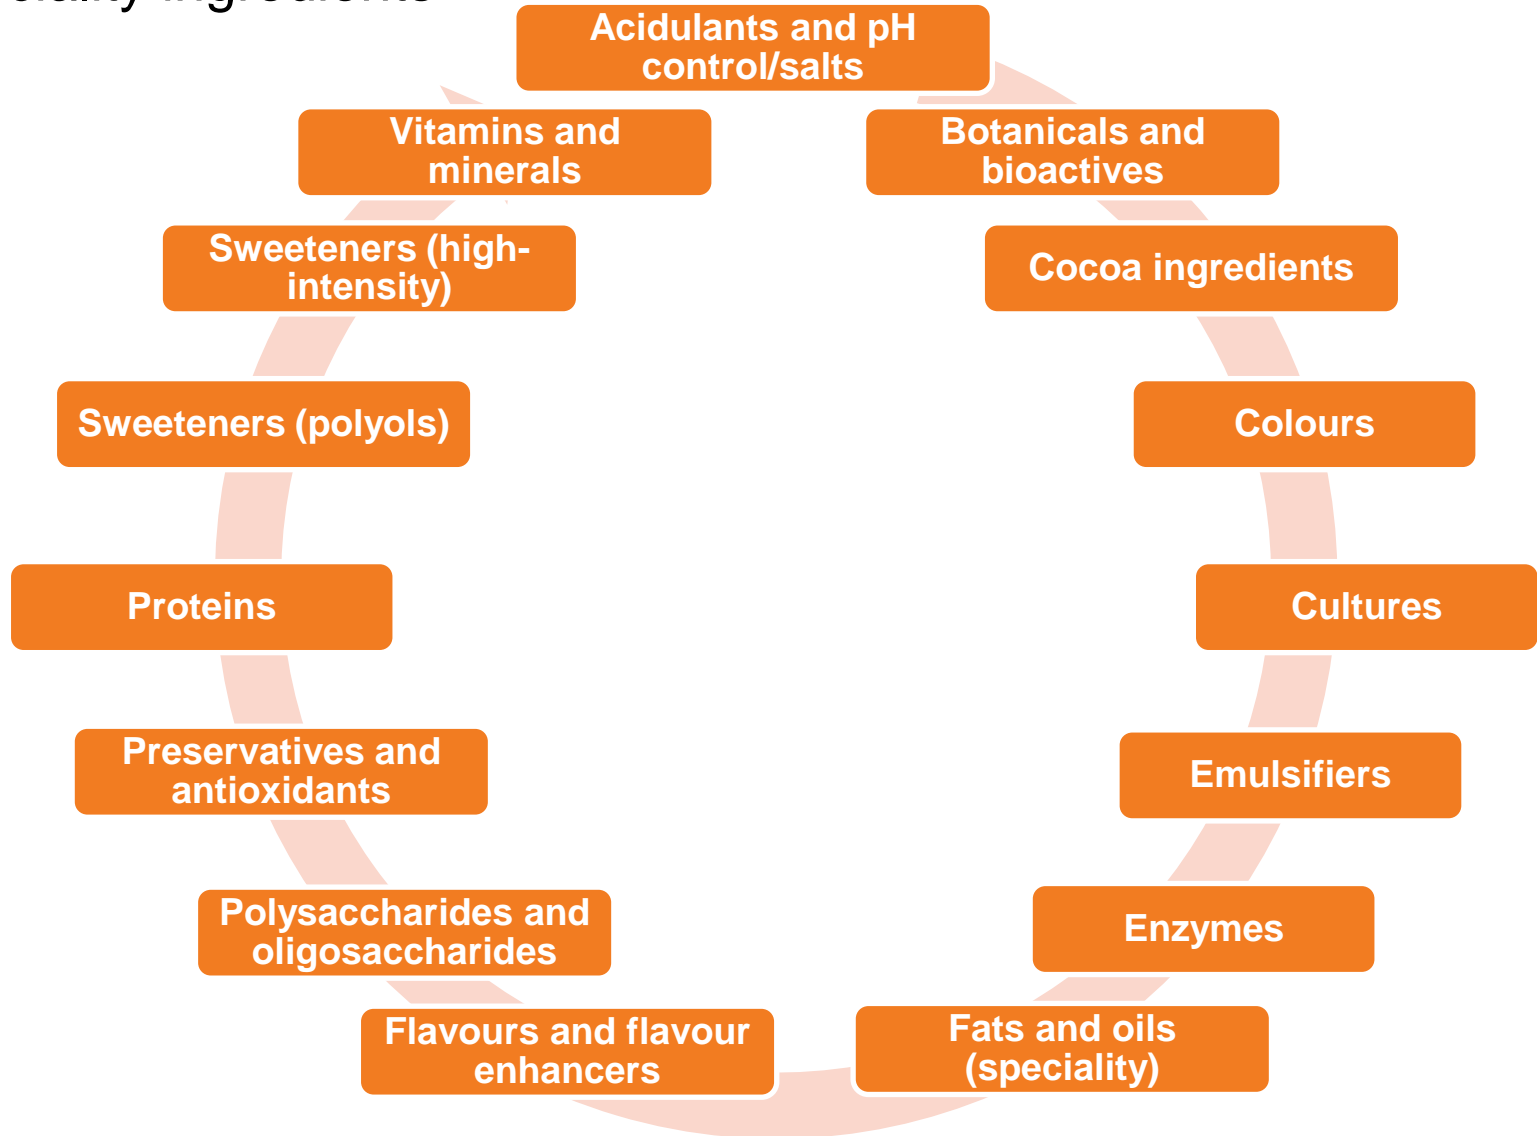 ingredients
Acidulants and pH
control/salts
Botanicals and
bioactives
Cocoa ingredients
Colours
Cultures
Emulsifiers
Enzymes
Fats and oils
(speciality)
Flavours and flavour
enhancers
Polysaccharides and
oligosaccharides
Preservatives and
antioxidants
Proteins
Sweeteners (polyols)
Sweeteners (high-
intensity)
Vitamins and
minerals